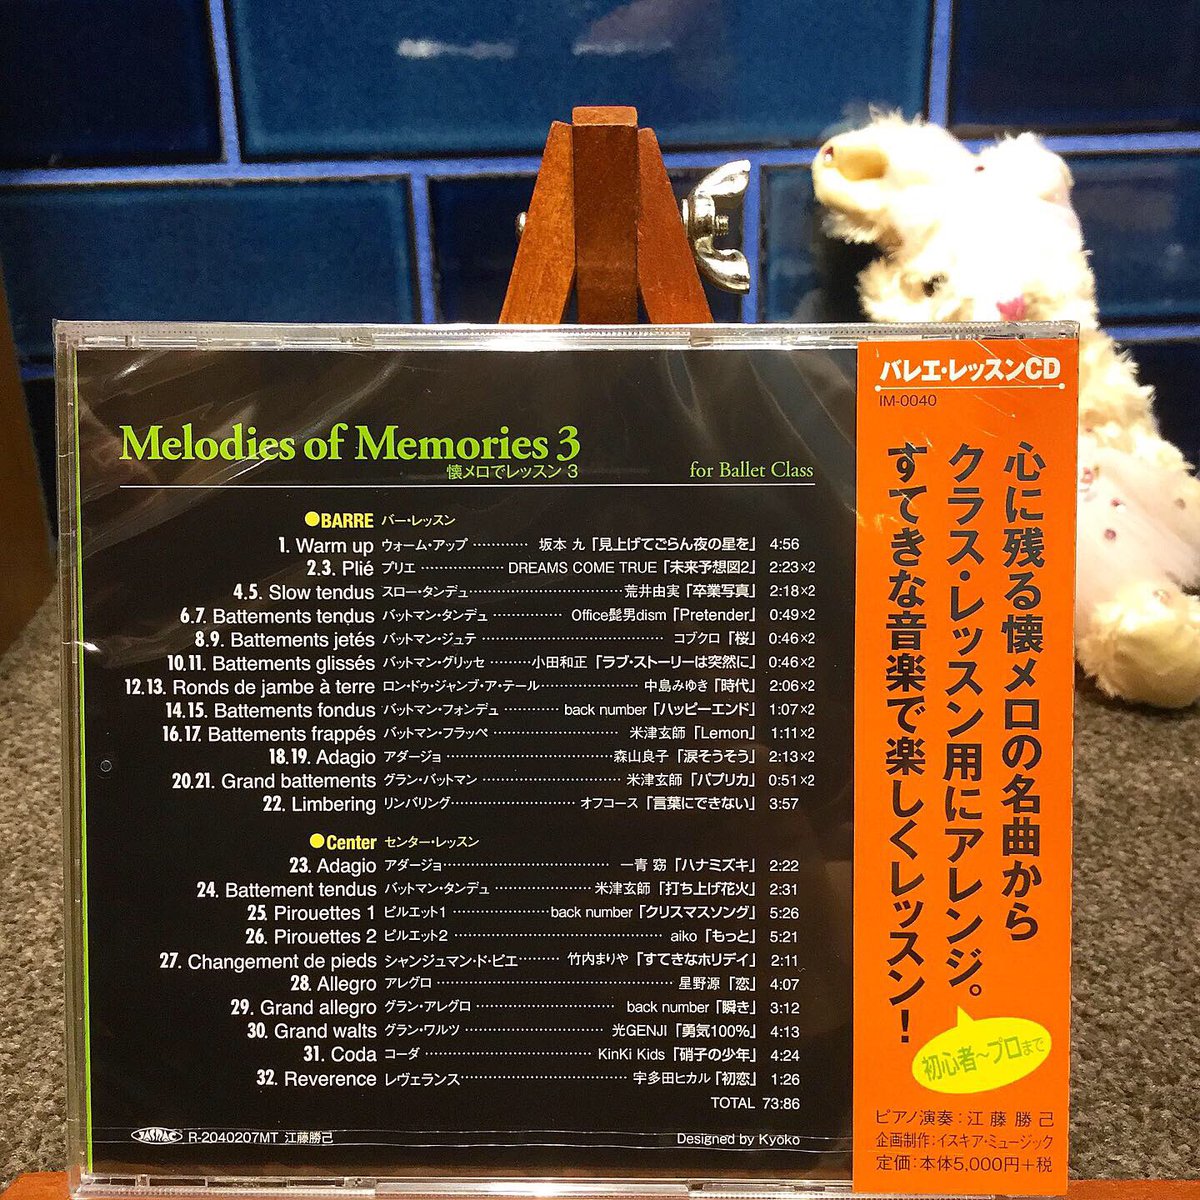 Melodies of Memories 3
懐メロでレッスン 3
for Ballet Class
●BARRE バー・レッスン
1. Warm up ウォーム・アップ ………… 坂本 九「見上げてごらん夜の星を」 4:56
2.3. Plié プリエ ………………… DREAMS COME TRUE「未来予想図2」 2:23×2
4.5. Slow tendus スロー・タンデュ………………………………… 荒井由実「卒業写真」 2:18×2
6.7. Battements tendus バットマン・タンデュ ………………… Office髭男dism「Pretender」 0:49×2
8.9. Battements jetés バットマン・ジュテ ………………………………………… コブクロ「桜」 0:46×2
10.11. Battements glissés バットマン・グリッセ ………小田和正「ラブ・ストーリーは突然に」 0:46×2
12.13. Ronds de jambe à terre ロン・ドゥ・ジャンブ・ア・テール…………………… 中島みゆき「時代」 2:06×2
14.15. Battements fondus バットマン・フォンデュ ………… back number「ハッピーエンド」 1:07×2
16.17. Battements frappés バットマン・フラッペ ……………………………… 米津玄師「Lemon」 1:11×2
18.19. Adagio アダージョ ………………………………………森山良子「涙そうそう」 2:13×2
20.21. Grand battements グラン・バットマン ……………………………… 米津玄師「パプリカ」 0:51×2
22. Limbering リンバリング………………………… オフコース「言葉にできない」 3:57
●Center センター・レッスン
23. Adagio アダージョ…………………………………… 一青 窈「ハナミズキ」 2:22
24. Battement tendus バットマン・タンデュ …………………… 米津玄師「打ち上げ花火」 2:31
25. Pirouettes 1 ピルエット1 ……………………back number「クリスマスソング」 5:26
26. Pirouettes 2 ピルエット2 ………………………………………………… aiko「もっと」 5:21
27. Changement de pieds シャンジュマン・ド・ピエ……… 竹内まりや「すてきなホリデイ」 2:11
28. Allegro アレグロ ………………………………………………… 星野源「恋」 4:07
29. Grand allegro グラン・アレグロ ……………………………… back number「瞬き」 3:12
30. Grand walts グラン・ワルツ ……………………………… 光GENJI「勇気100%」 4:13
31. Coda コーダ …………………………………… KinKi Kids「硝子の少年」 4:24
32. Reverence レヴェランス…………………………………… 宇多田ヒカル「初恋」 1:26
TOTAL 73:86
JASRAC R-2040207MT 江藤勝己
Designed by Kyoko
バレエ・レッスンCD
IM-0040
心に残る懐メロの名曲から
クラス・レッスン用にアレンジ。
すてきな音楽で楽しくレッスン！
初心者〜プロまで
ピアノ演奏：江藤勝己
企画制作：イスキア・ミュージック
定価：本体5,000円＋税